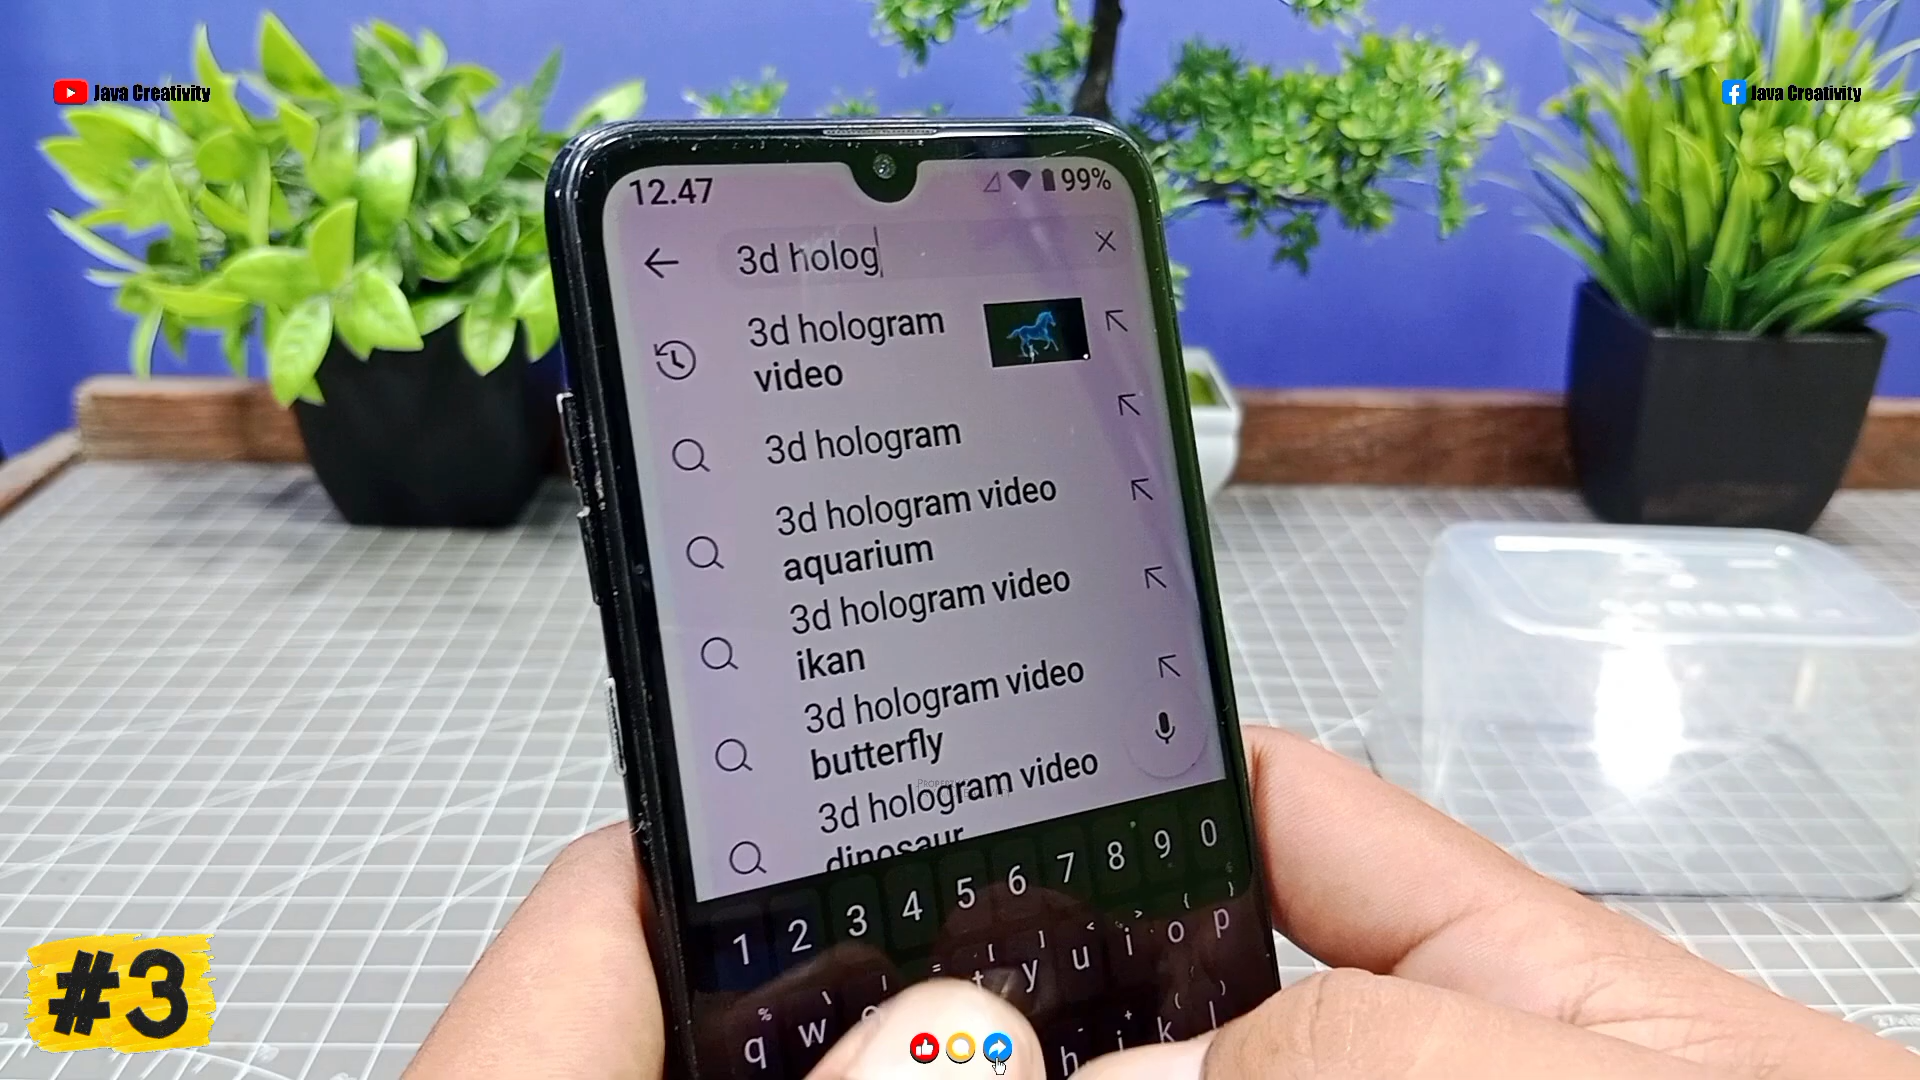 Java Creativity
Java Creativity
12.47
99%
3d holog
3d hologram
video
3d hologram
3d hologram video
aquarium
3d hologram video
ikan
3d hologram video
butterfly
3d hologram video
dinosaur
1 2 3 4 5 6 7 8 9 0
q w t y u i o p
h j k l
#3